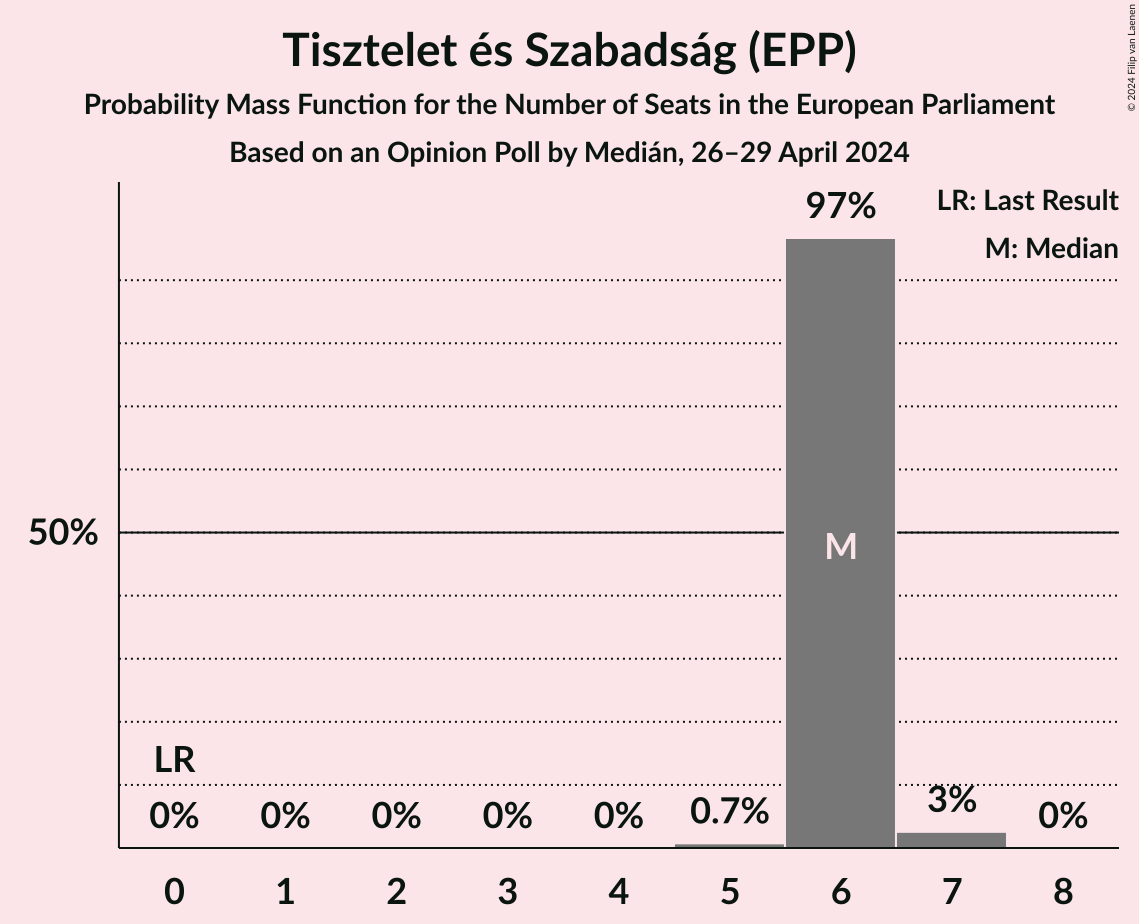 Tisztelet és Szabadság (EPP)
Probability Mass Function for the Number of Seats in the European Parliament
Based on an Opinion Poll by Medián, 26–29 April 2024
© 2024 Filip van Laenen
LR: Last Result
M: Median
97%
50%
M
LR
0% 0% 0% 0% 0% 0.7% 3% 0%
0 1 2 3 4 5 6 7 8